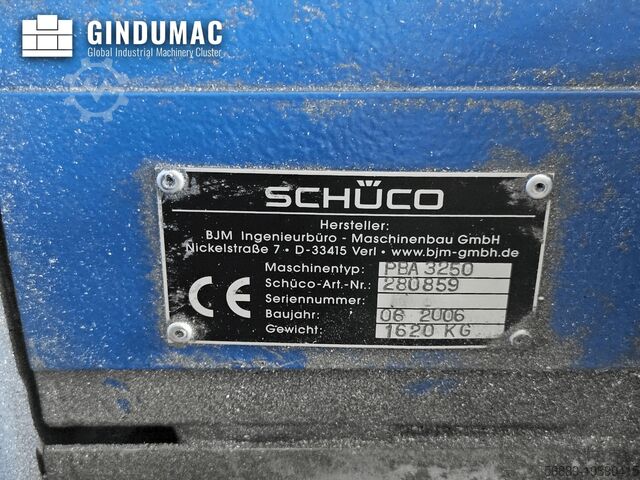 GINDUMAC
Global Industrial Machinery Cluster
SCHÜCO
Hersteller:
BJM Ingenieurbüro - Maschinenbau GmbH
Nickelstraße 7 • D-33415 Verl • www.bjm-gmbh.de
Maschinentyp: PBA 3250
Schüco-Art.-Nr.: 280859
Seriennummer:
Baujahr: 06 2006
Gewicht: 1620 KG
CE